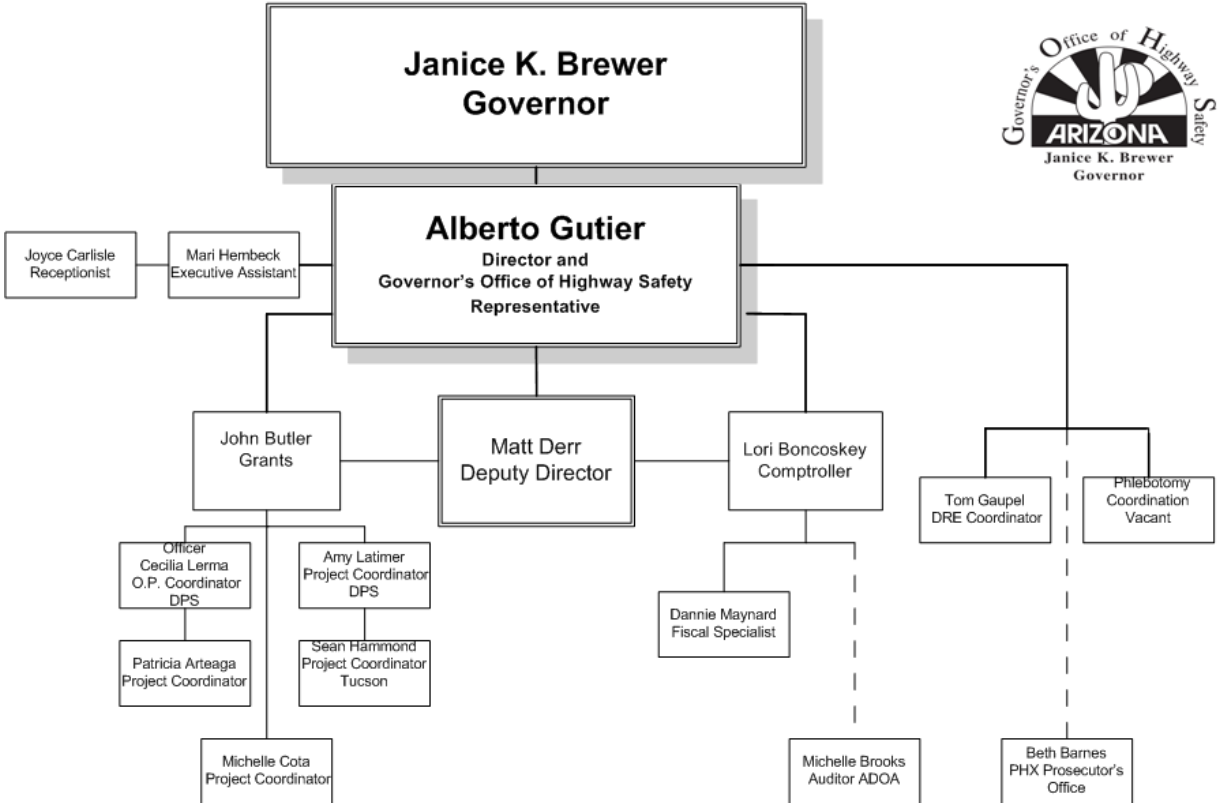 Janice K. Brewer
Governor
Governor's Office of Highway Safety
ARIZONA
Janice K. Brewer
Governor
Alberto Gutier
Director and
Governor's Office of Highway Safety
Representative
Joyce Carlisle
Receptionist
Mari Hembeck
Executive Assistant
John Butler
Grants
Matt Derr
Deputy Director
Lori Boncoskey
Comptroller
Tom Gaupel
DRE Coordinator
Phlebotomy
Coordination
Vacant
Officer
Cecilia Lerma
O.P. Coordinator
DPS
Amy Latimer
Project Coordinator
DPS
Dannie Maynard
Fiscal Specialist
Patricia Arteaga
Project Coordinator
Sean Hammond
Project Coordinator
Tucson
Michelle Cota
Project Coordinator
Michelle Brooks
Auditor ADOA
Beth Barnes
PHX Prosecutor's
Office